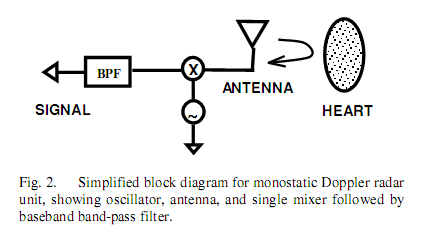 BPF
X
ANTENNA
~
SIGNAL
HEART
Fig. 2. Simplified block diagram for monostatic Doppler radar
unit, showing oscillator, antenna, and single mixer followed by
baseband band-pass filter.